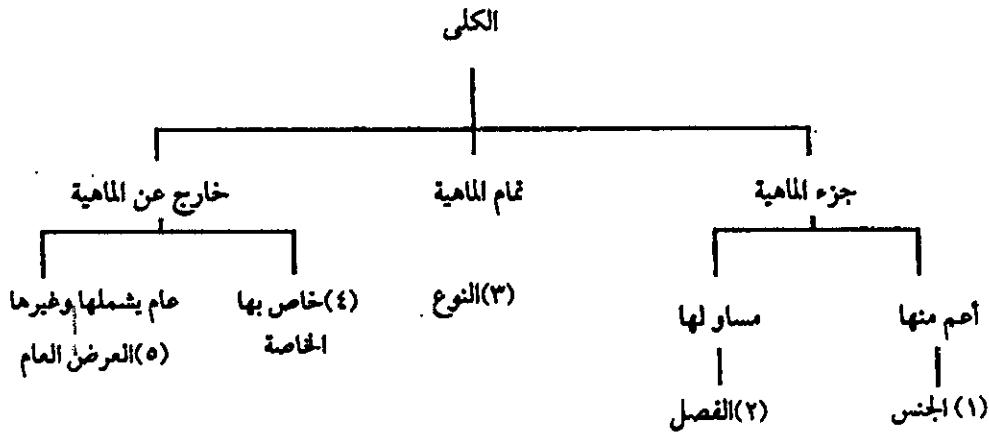 الكلى
جزء الماهية
تمام الماهية
خارج عن الماهية
أعم منها
مساو لها
(٣)النوع
(٤)خاص بها
الخاصة
عام يشملها وغيرها
(٥)العرض العام
(١) الجنس
(٢)الفصل